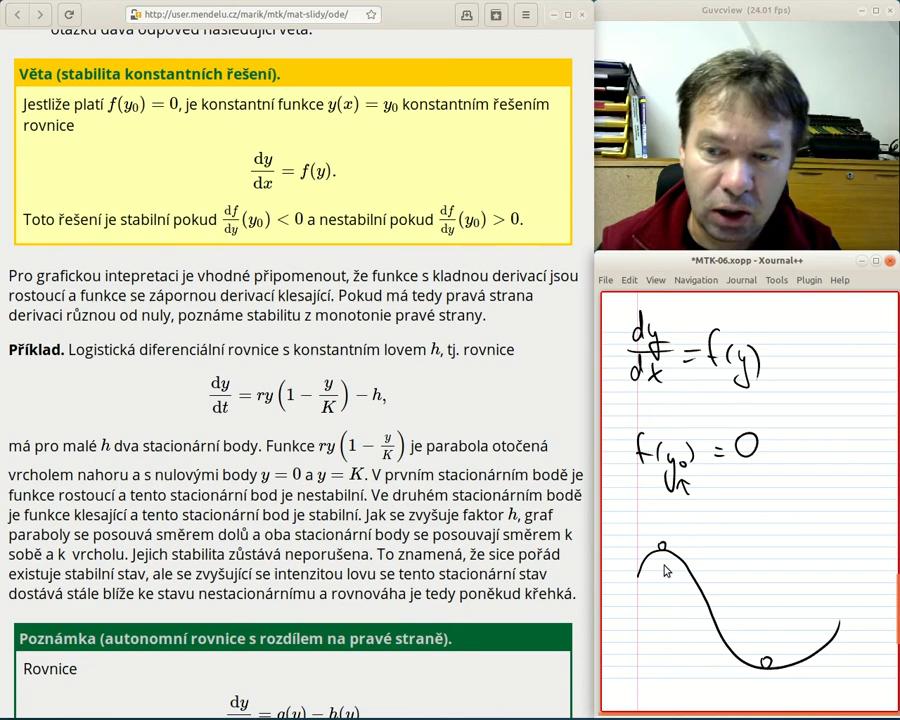 http://user.mendelu.cz/marik/mtk/mat-slidy/ode/
Guvcview (24.01 fps)
otázku dává odpověď následující věta.
Věta (stabilita konstantních řešení).
Jestliže platí f(y₀) = 0, je konstantní funkce y(x) = y₀ konstantním řešením
rovnice
dy/dx = f(y).
Toto řešení je stabilní pokud df/dy(y₀) < 0 a nestabilní pokud df/dy(y₀) > 0.
Pro grafickou intepretaci je vhodné připomenout, že funkce s kladnou derivací jsou
rostoucí a funkce se zápornou derivací klesající. Pokud má tedy pravá strana
derivaci různou od nuly, poznáme stabilitu z monotonie pravé strany.
Příklad. Logistická diferenciální rovnice s konstantním lovem h, tj. rovnice
dy/dt = ry(1 − y/K) − h,
má pro malé h dva stacionární body. Funkce ry(1 − y/K) je parabola otočená
vrcholem nahoru a s nulovými body y = 0 a y = K. V prvním stacionárním bodě je
funkce rostoucí a tento stacionární bod je nestabilní. Ve druhém stacionárním bodě
je funkce klesající a tento stacionární bod je stabilní. Jak se zvyšuje faktor h, graf
paraboly se posouvá směrem dolů a oba stacionární body se posouvají směrem k
sobě a k vrcholu. Jejich stabilita zůstává neporušena. To znamená, že sice pořád
existuje stabilní stav, ale se zvyšující se intenzitou lovu se tento stacionární stav
dostává stále blíže ke stavu nestacionárnímu a rovnováha je tedy poněkud křehká.
Poznámka (autonomní rovnice s rozdílem na pravé straně).
Rovnice
dy = g(y) − h(y)
*MTK-06.xopp - Xournal++
File Edit View Navigation Journal Tools Plugin Help
dy/dx = f(y)
f(y₀) = 0